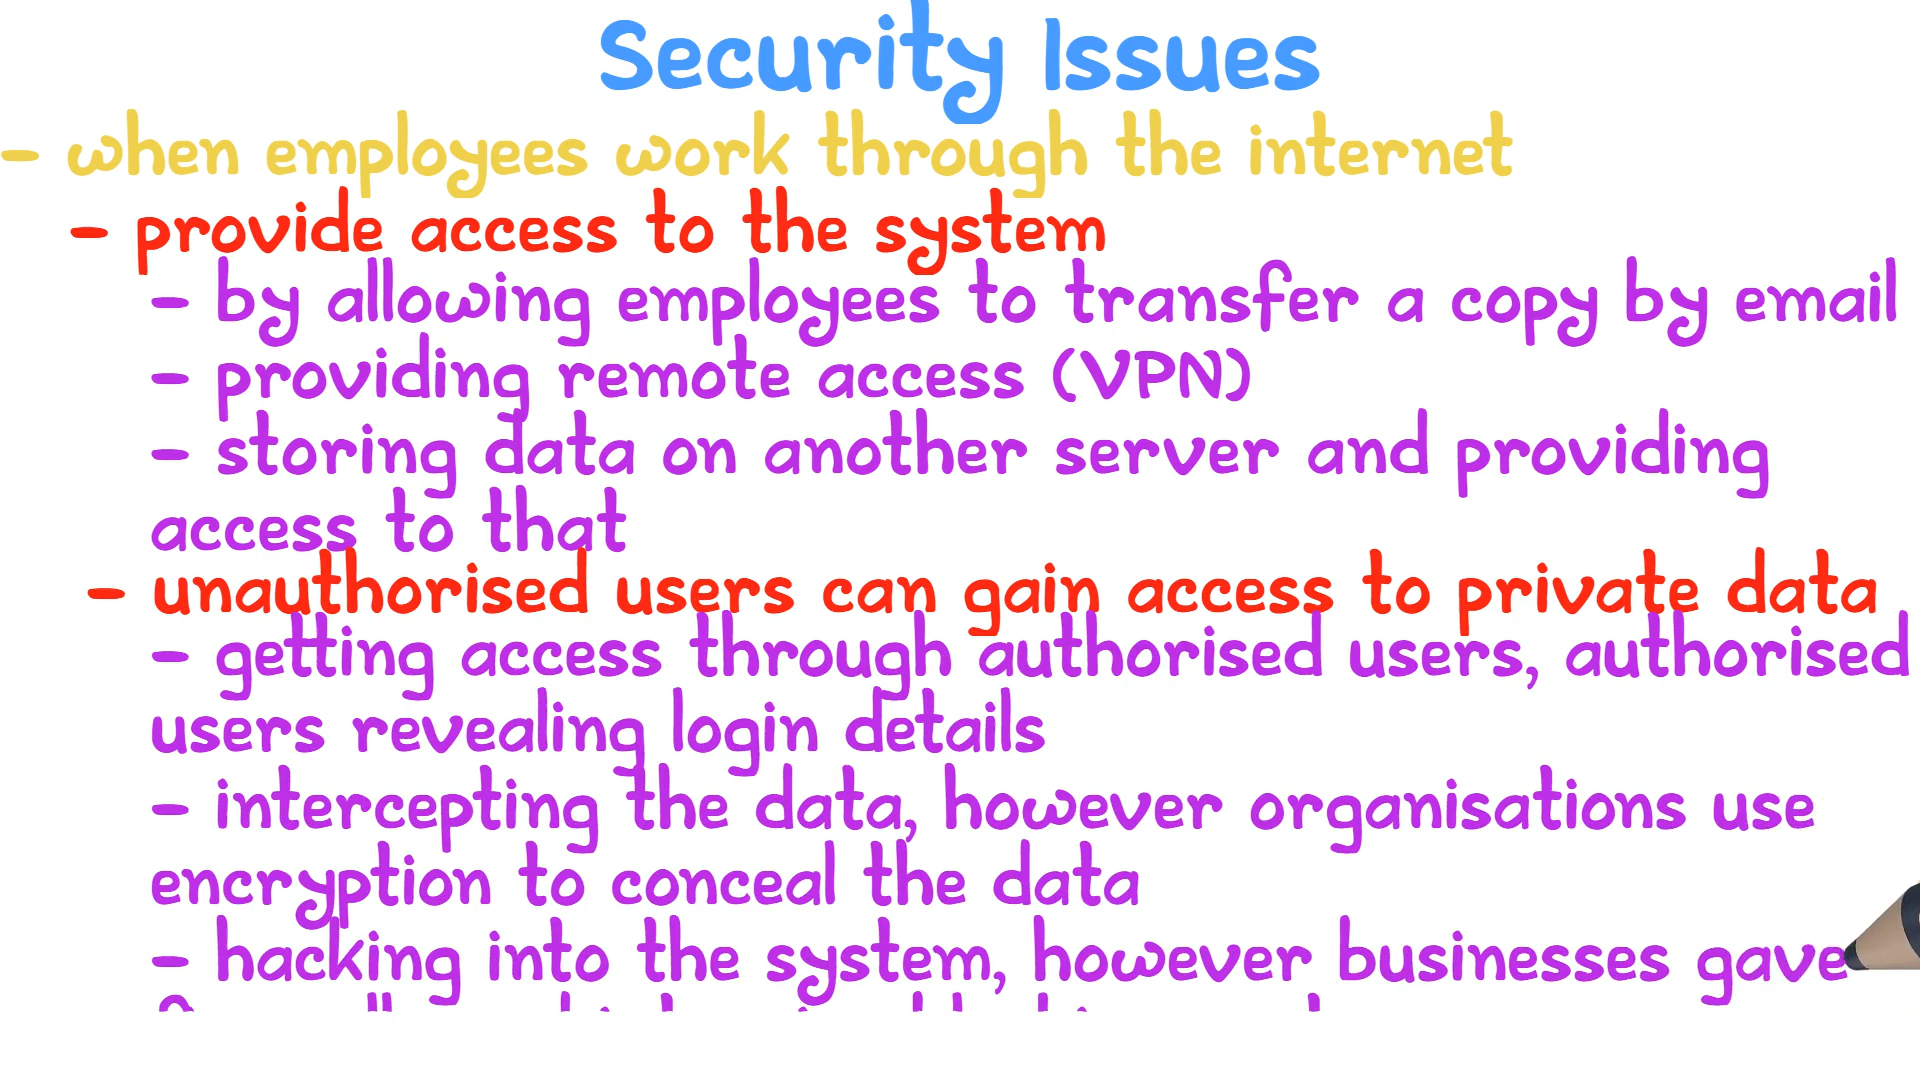 Security Issues
- when employees work through the internet
- provide access to the system
- by allowing employees to transfer a copy by email
- providing remote access (VPN)
- storing data on another server and providing
access to that
- unauthorised users can gain access to private data
- getting access through authorised users, authorised
users revealing login details
- intercepting the data, however organisations use
encryption to conceal the data
- hacking into the system, however businesses gave